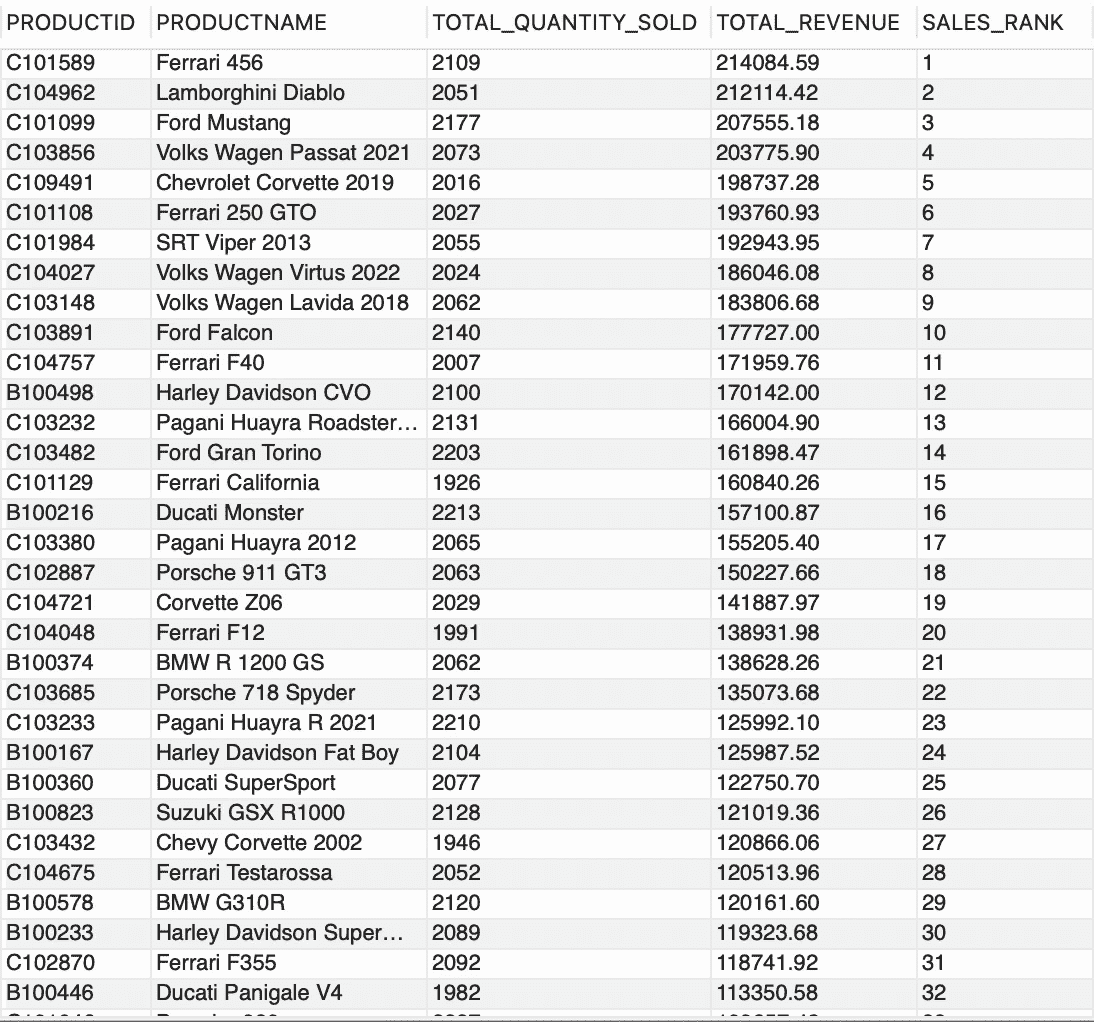 PRODUCTID PRODUCTNAME TOTAL_QUANTITY_SOLD TOTAL_REVENUE SALES_RANK
C101589 Ferrari 456 2109 214084.59 1
C104962 Lamborghini Diablo 2051 212114.42 2
C101099 Ford Mustang 2177 207555.18 3
C103856 Volks Wagen Passat 2021 2073 203775.90 4
C109491 Chevrolet Corvette 2019 2016 198737.28 5
C101108 Ferrari 250 GTO 2027 193760.93 6
C101984 SRT Viper 2013 2055 192943.95 7
C104027 Volks Wagen Virtus 2022 2024 186046.08 8
C103148 Volks Wagen Lavida 2018 2062 183806.68 9
C103891 Ford Falcon 2140 177727.00 10
C104757 Ferrari F40 2007 171959.76 11
B100498 Harley Davidson CVO 2100 170142.00 12
C103232 Pagani Huayra Roadster... 2131 166004.90 13
C103482 Ford Gran Torino 2203 161898.47 14
C101129 Ferrari California 1926 160840.26 15
B100216 Ducati Monster 2213 157100.87 16
C103380 Pagani Huayra 2012 2065 155205.40 17
C102887 Porsche 911 GT3 2063 150227.66 18
C104721 Corvette Z06 2029 141887.97 19
C104048 Ferrari F12 1991 138931.98 20
B100374 BMW R 1200 GS 2062 138628.26 21
C103685 Porsche 718 Spyder 2173 135073.68 22
C103233 Pagani Huayra R 2021 2210 125992.10 23
B100167 Harley Davidson Fat Boy 2104 125987.52 24
B100360 Ducati SuperSport 2077 122750.70 25
B100823 Suzuki GSX R1000 2128 121019.36 26
C103432 Chevy Corvette 2002 1946 120866.06 27
C104675 Ferrari Testarossa 2052 120513.96 28
B100578 BMW G310R 2120 120161.60 29
B100233 Harley Davidson Super... 2089 119323.68 30
C102870 Ferrari F355 2092 118741.92 31
B100446 Ducati Panigale V4 1982 113350.58 32